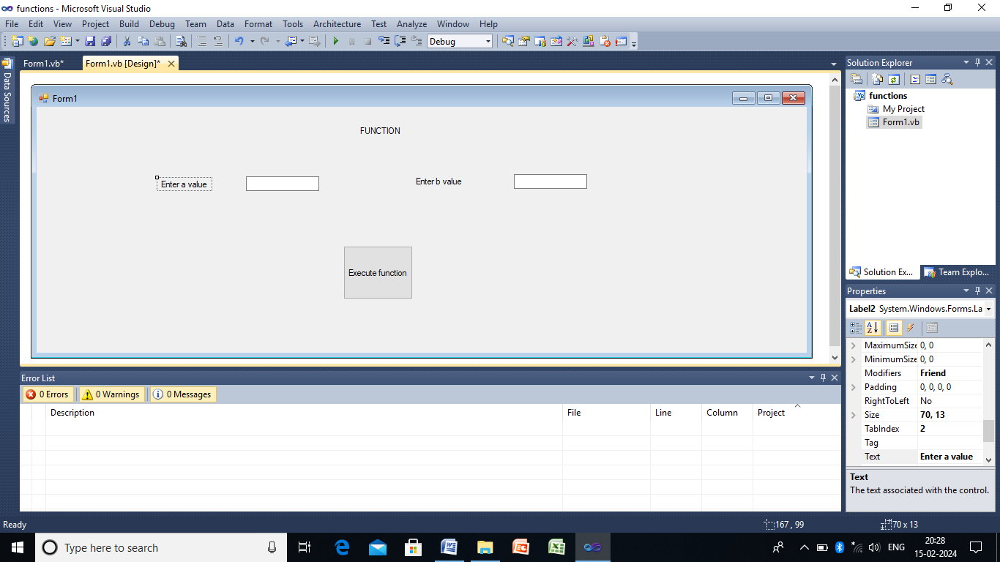 functions - Microsoft Visual Studio
File Edit View Project Build Debug Team Data Format Tools Architecture Test Analyze Window Help
Debug
Data Sources
Form1.vb* Form1.vb [Design]*
Form1
FUNCTION
Enter a value Enter b value
Execute function
Solution Explorer
functions
My Project
Form1.vb
Solution Ex... Team Explo...
Properties
Label2 System.Windows.Forms.La
MaximumSize 0, 0
MinimumSize 0, 0
Modifiers Friend
Padding 0, 0, 0, 0
RightToLeft No
Size 70, 13
TabIndex 2
Tag
Text Enter a value
Text
The text associated with the control.
Error List
0 Errors 0 Warnings 0 Messages
Description File Line Column Project
Ready 167 , 99 70 x 13
Type here to search
ENG
20:28
15-02-2024